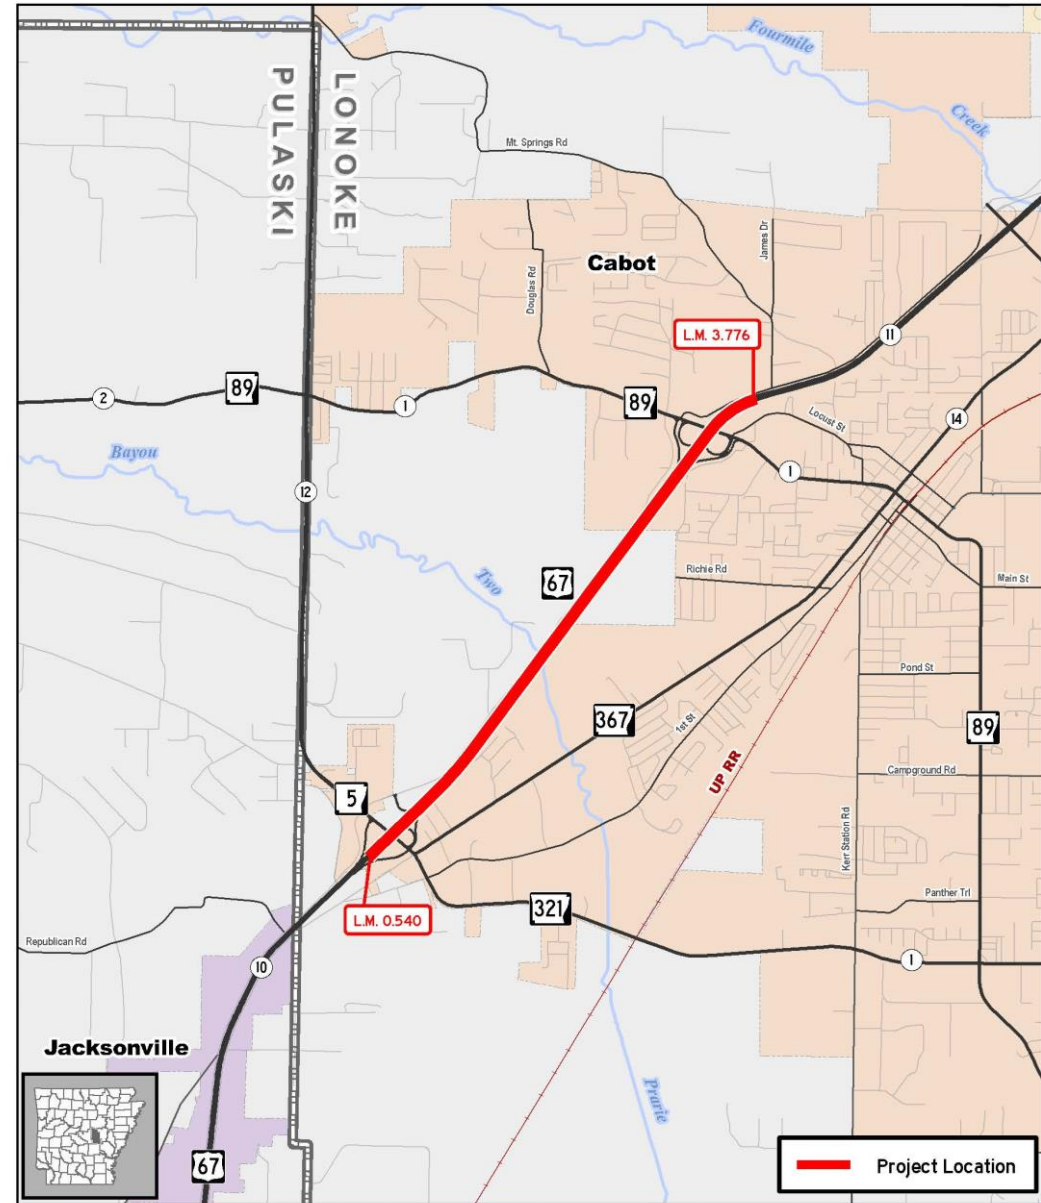 Fourmile
Creek
PULASKI
LONOKE
Mt. Springs Rd
Cabot
James Dr
Douglas Rd
L.M. 3.776
11
89
2
1
89
Locust St
14
1
Bayou
12
Two
67
Richie Rd
Main St
Pond St
367
1st St
89
UP RR
Campground Rd
5
Kerr Station Rd
Panther Trl
321
L.M. 0.540
Republican Rd
10
1
Jacksonville
Prarie
67
Project Location